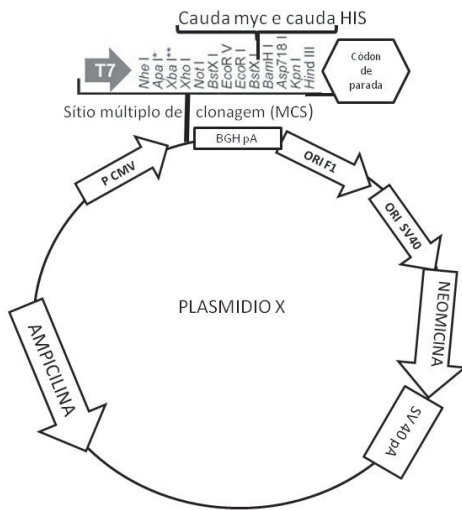 Cauda myc e cauda HIS
T7
Nhe I
Apa I*
Xba I**
Xho I
Not I
BstX I
EcoR V
EcoR I
BstX I
BamH I
Asp718 I
Kpn I
Hind III
Códon
de
parada
Sítio múltiplo de clonagem (MCS)
P CMV
BGH pA
ORI F1
ORI SV40
NEOMICINA
SV 40 pA
AMPICILINA
PLASMIDIO X